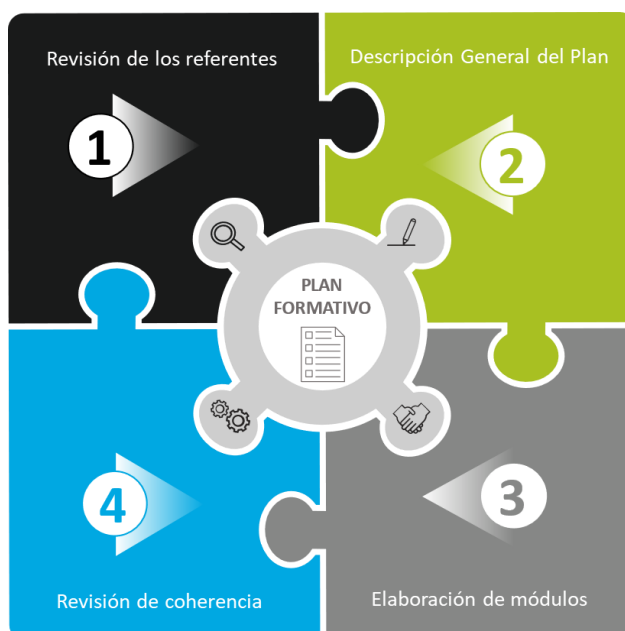 Revisión de los referentes
1
Descripción General del Plan
2
PLAN
FORMATIVO
4
Revisión de coherencia
3
Elaboración de módulos